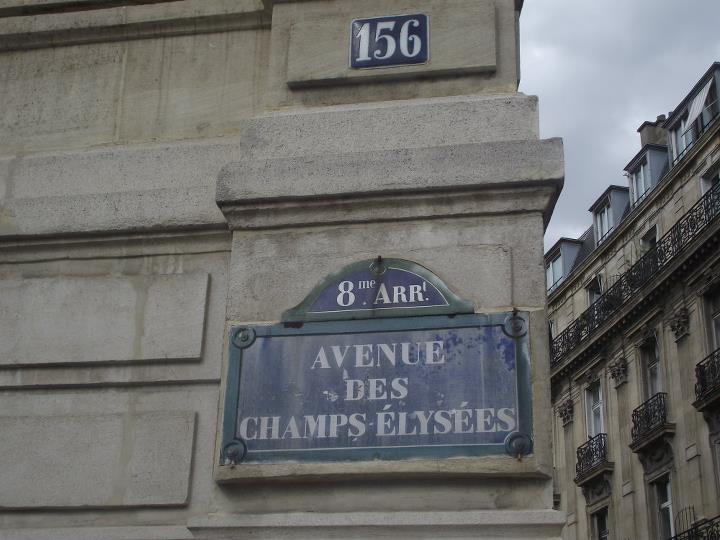 156
8me ARRt.
AVENUE
DES
CHAMPS-ÉLYSÉES